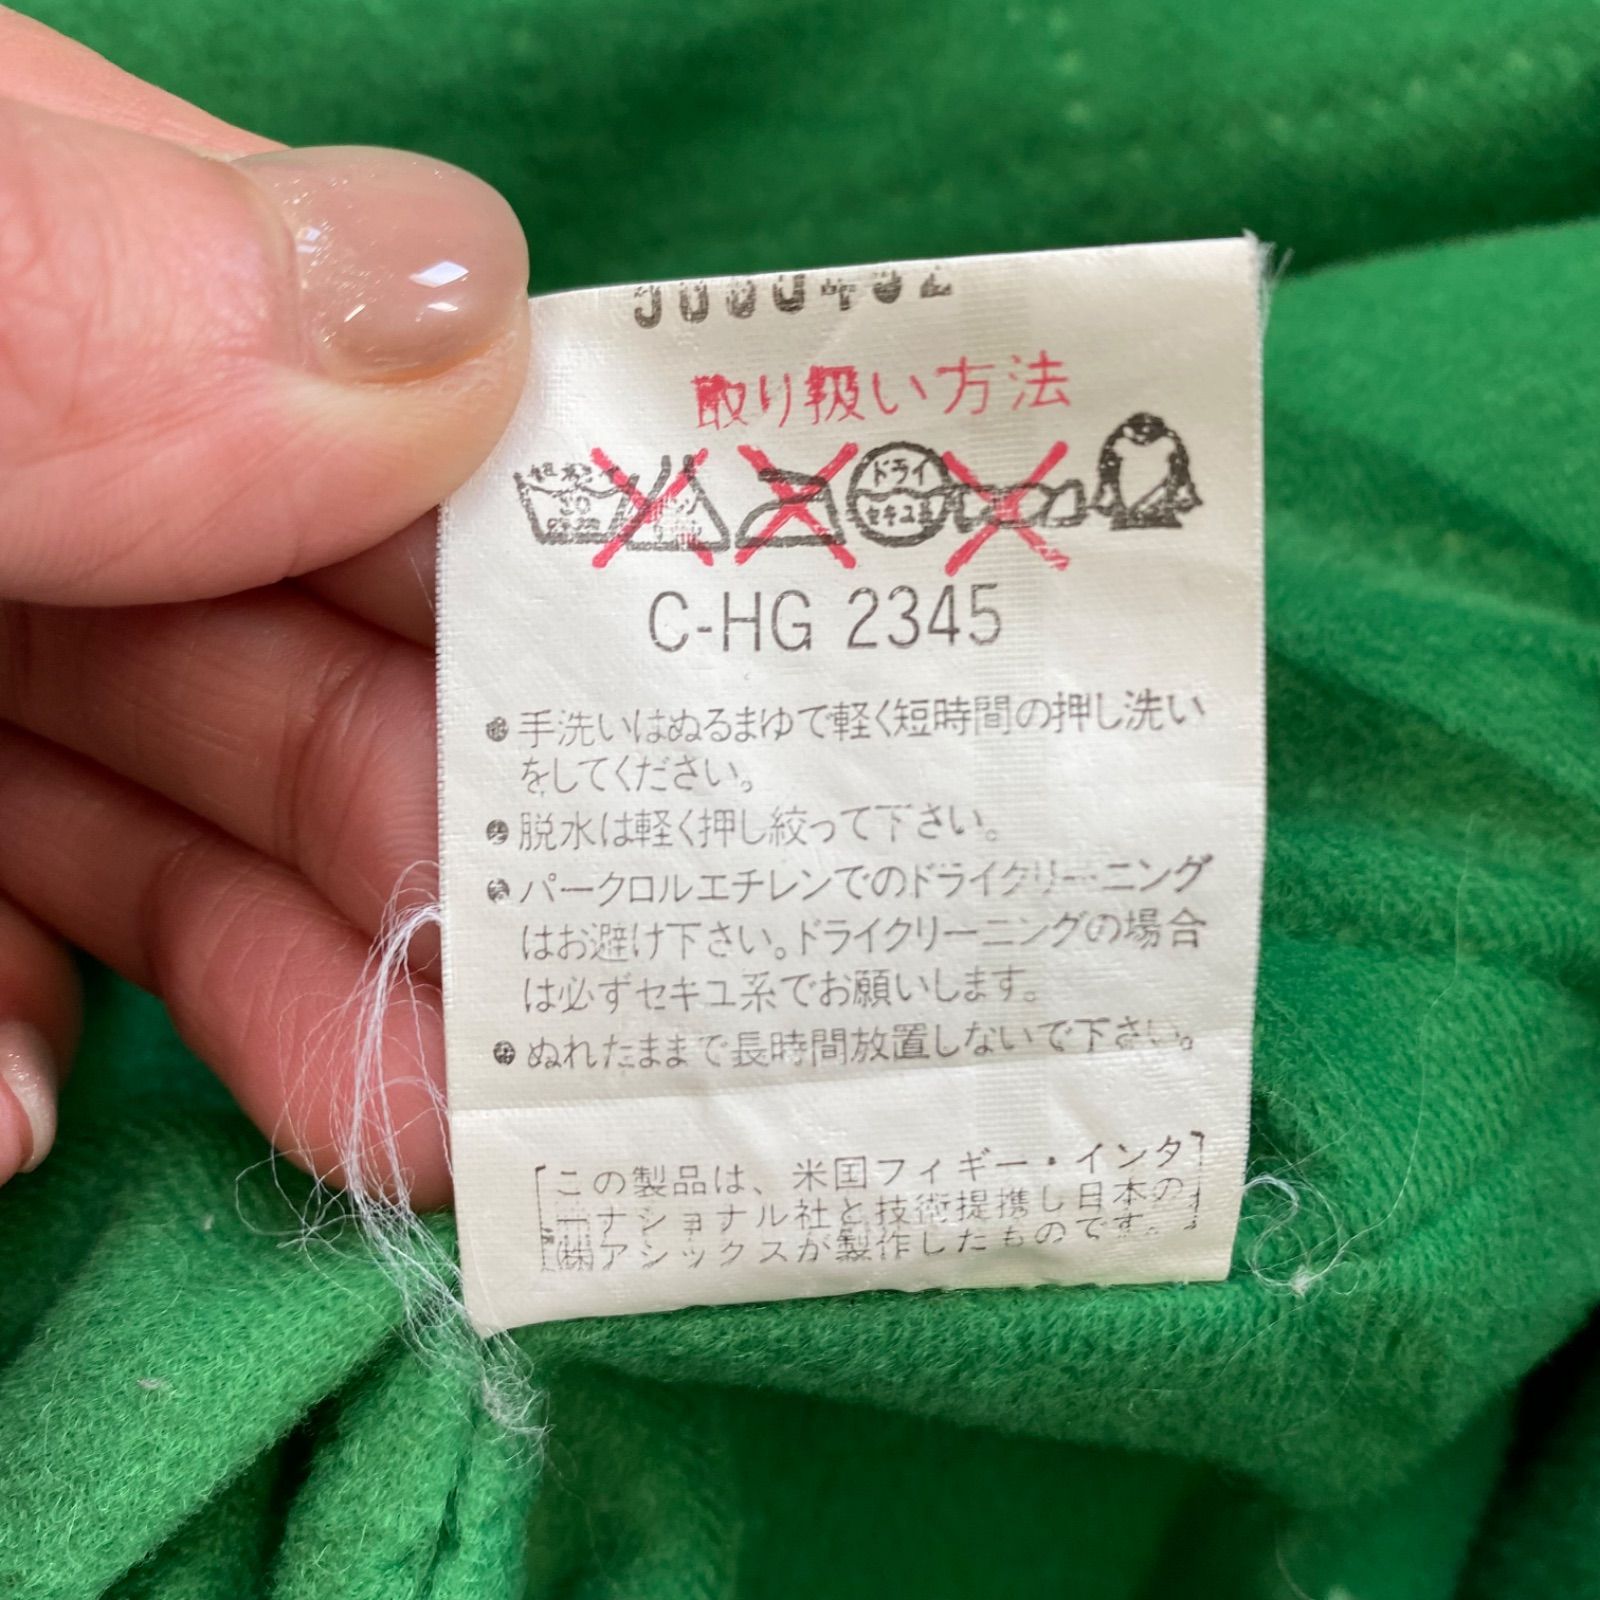 取り扱い方法
30
ドライ
セキユ系
C-HG 2345
手洗いはぬるまゆで軽く短時間の押し洗い
をしてください。
脱水は軽く押し絞って下さい。
パークロルエチレンでのドライクリーニング
はお避け下さい。ドライクリーニングの場合
は必ずセキユ系でお願いします。
ぬれたままで長時間放置しないで下さい。
この製品は、米国フィギー・インタ
ーナショナル社と技術提携し日本の
(株)アシックスが製作したものです。